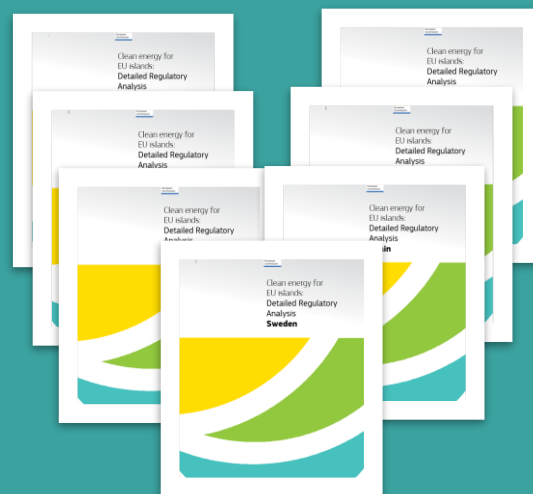 Clean energy for
EU islands:
Detailed Regulatory
Analysis
Clean energy for
EU islands:
Detailed Regulatory
Analysis
Clean energy for
EU islands:
Detailed Regulatory
Analysis
Clean energy for
EU islands:
Detailed Regulatory
Analysis
Clean energy for
EU islands:
Detailed Regulatory
Analysis
Clean energy for
EU islands:
Detailed Regulatory
Analysis
ain
Clean energy for
EU islands:
Detailed Regulatory
Analysis
Sweden